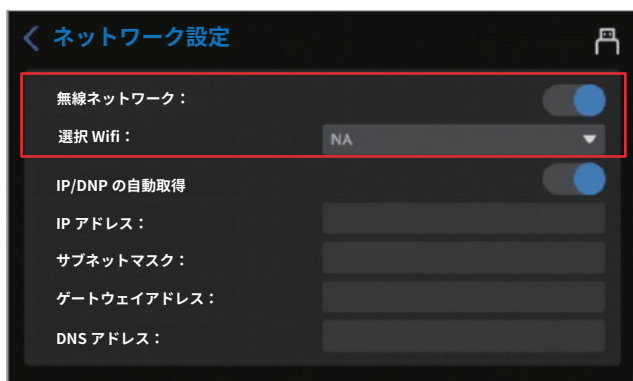 ネットワーク設定
無線ネットワーク：
選択 Wifi：
NA
IP/DNP の自動取得
IP アドレス：
サブネットマスク：
ゲートウェイアドレス：
DNS アドレス：